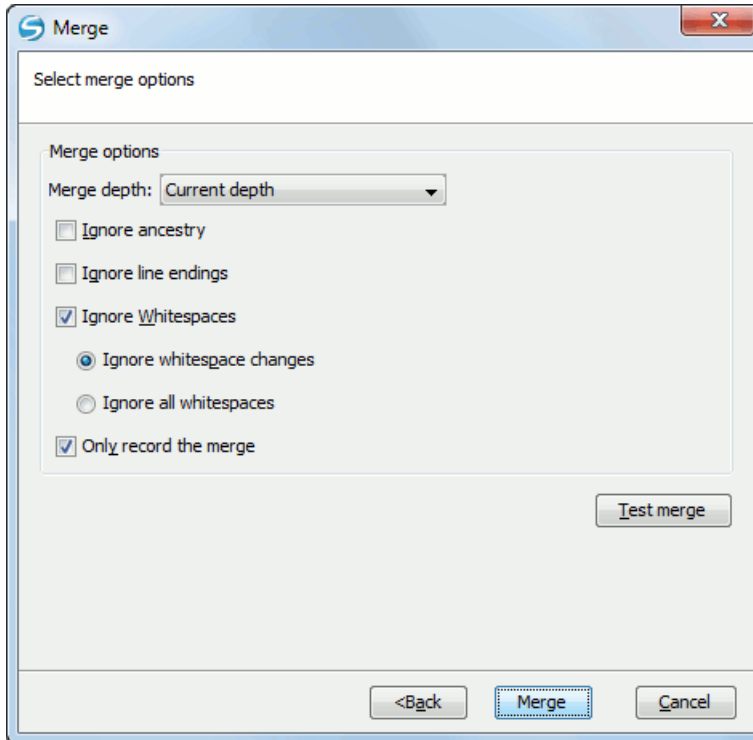 Merge
Select merge options
Merge options
Merge depth: Current depth
Ignore ancestry
Ignore line endings
Ignore Whitespaces
Ignore whitespace changes
Ignore all whitespaces
Only record the merge
Test merge
<Back Merge Cancel